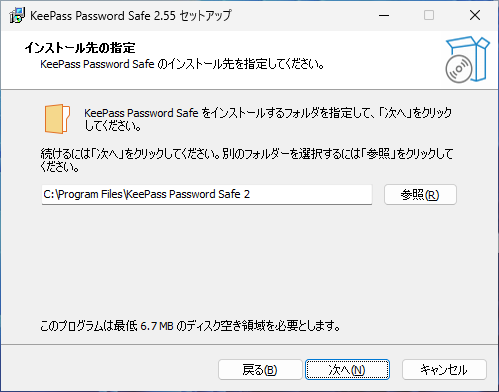 KeePass Password Safe 2.55 セットアップ
インストール先の指定
KeePass Password Safe のインストール先を指定してください。
KeePass Password Safe をインストールするフォルダを指定して、「次へ」をクリック
してください。
続けるには「次へ」をクリックしてください。別のフォルダーを選択するには「参照」をクリックして
ください。
C:\Program Files\KeePass Password Safe 2
参照(R)
このプログラムは最低 6.7 MB のディスク空き領域を必要とします。
戻る(B)
次へ(N)
キャンセル